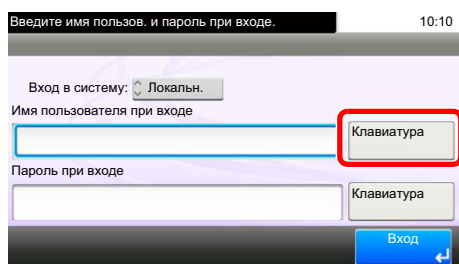 Введите имя пользов. и пароль при входе. 10:10
Вход в систему: Локальн.
Имя пользователя при входе
Клавиатура
Пароль при входе
Клавиатура
Вход